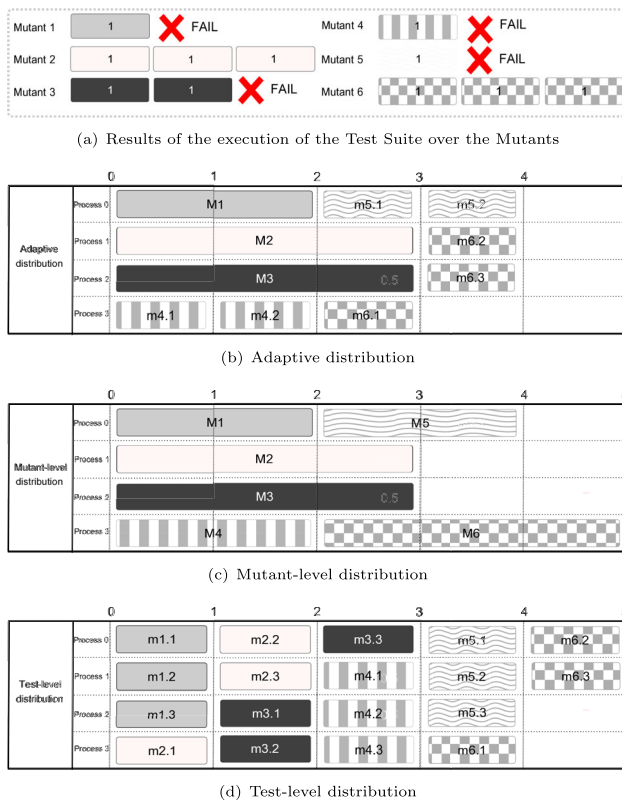 Mutant 1 1 FAIL Mutant 4 1 FAIL
Mutant 2 1 1 1 Mutant 5 1 FAIL
Mutant 3 1 1 FAIL Mutant 6 1 1 1
(a) Results of the execution of the Test Suite over the Mutants
0 1 2 3 4
Adaptive distribution
Process 0 M1 m5.1 m5.2
Process 1 M2 m6.2
Process 2 M3 0.5 m6.3
Process 3 m4.1 m4.2 m6.1
(b) Adaptive distribution
0 1 2 3 4
Mutant-level distribution
Process 0 M1 M5
Process 1 M2
Process 2 M3 0.5
Process 3 M4 M6
(c) Mutant-level distribution
0 1 2 3 4
Test-level distribution
Process 0 m1.1 m2.2 m3.3 m5.1 m6.2
Process 1 m1.2 m2.3 m4.1 m5.2 m6.3
Process 2 m1.3 m3.1 m4.2 m5.3
Process 3 m2.1 m3.2 m4.3 m6.1
(d) Test-level distribution